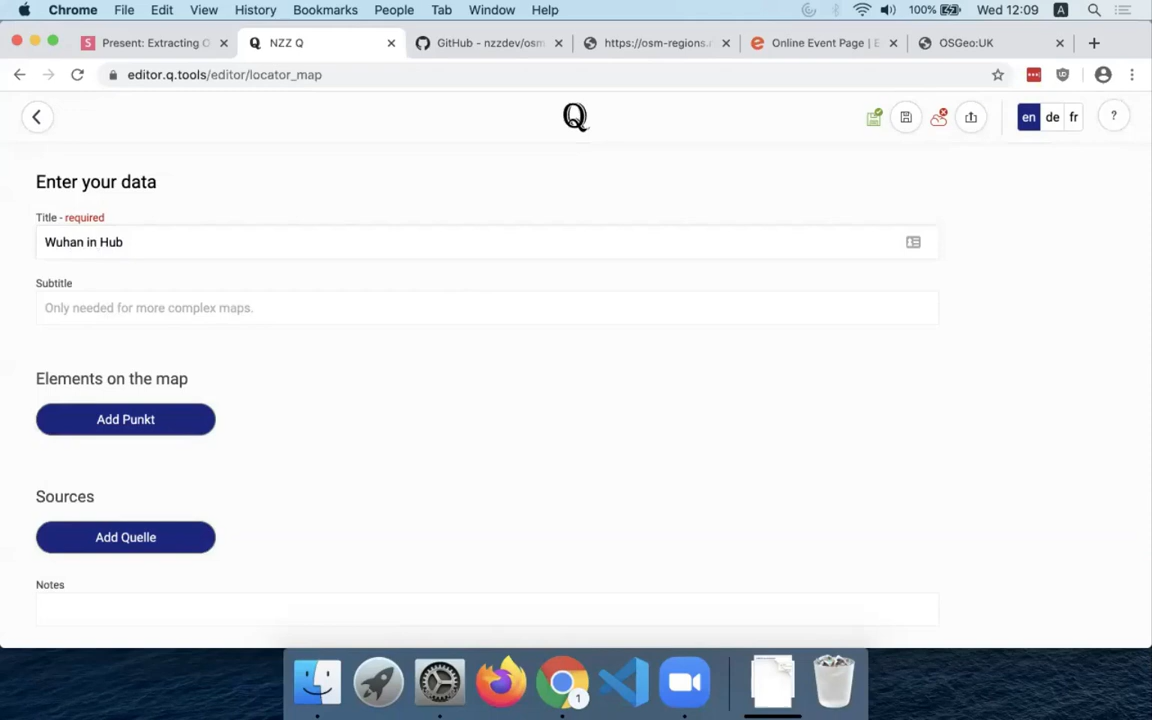 Chrome File Edit View History Bookmarks People Tab Window Help 100% Wed 12:09 A
Present: Extracting O
NZZ Q
GitHub - nzzdev/osm
https://osm-regions.
Online Event Page | E
OSGeo:UK
editor.q.tools/editor/locator_map
Q
en de fr ?
Enter your data
Title - required
Wuhan in Hub
Subtitle
Only needed for more complex maps.
Elements on the map
Add Punkt
Sources
Add Quelle
Notes
1